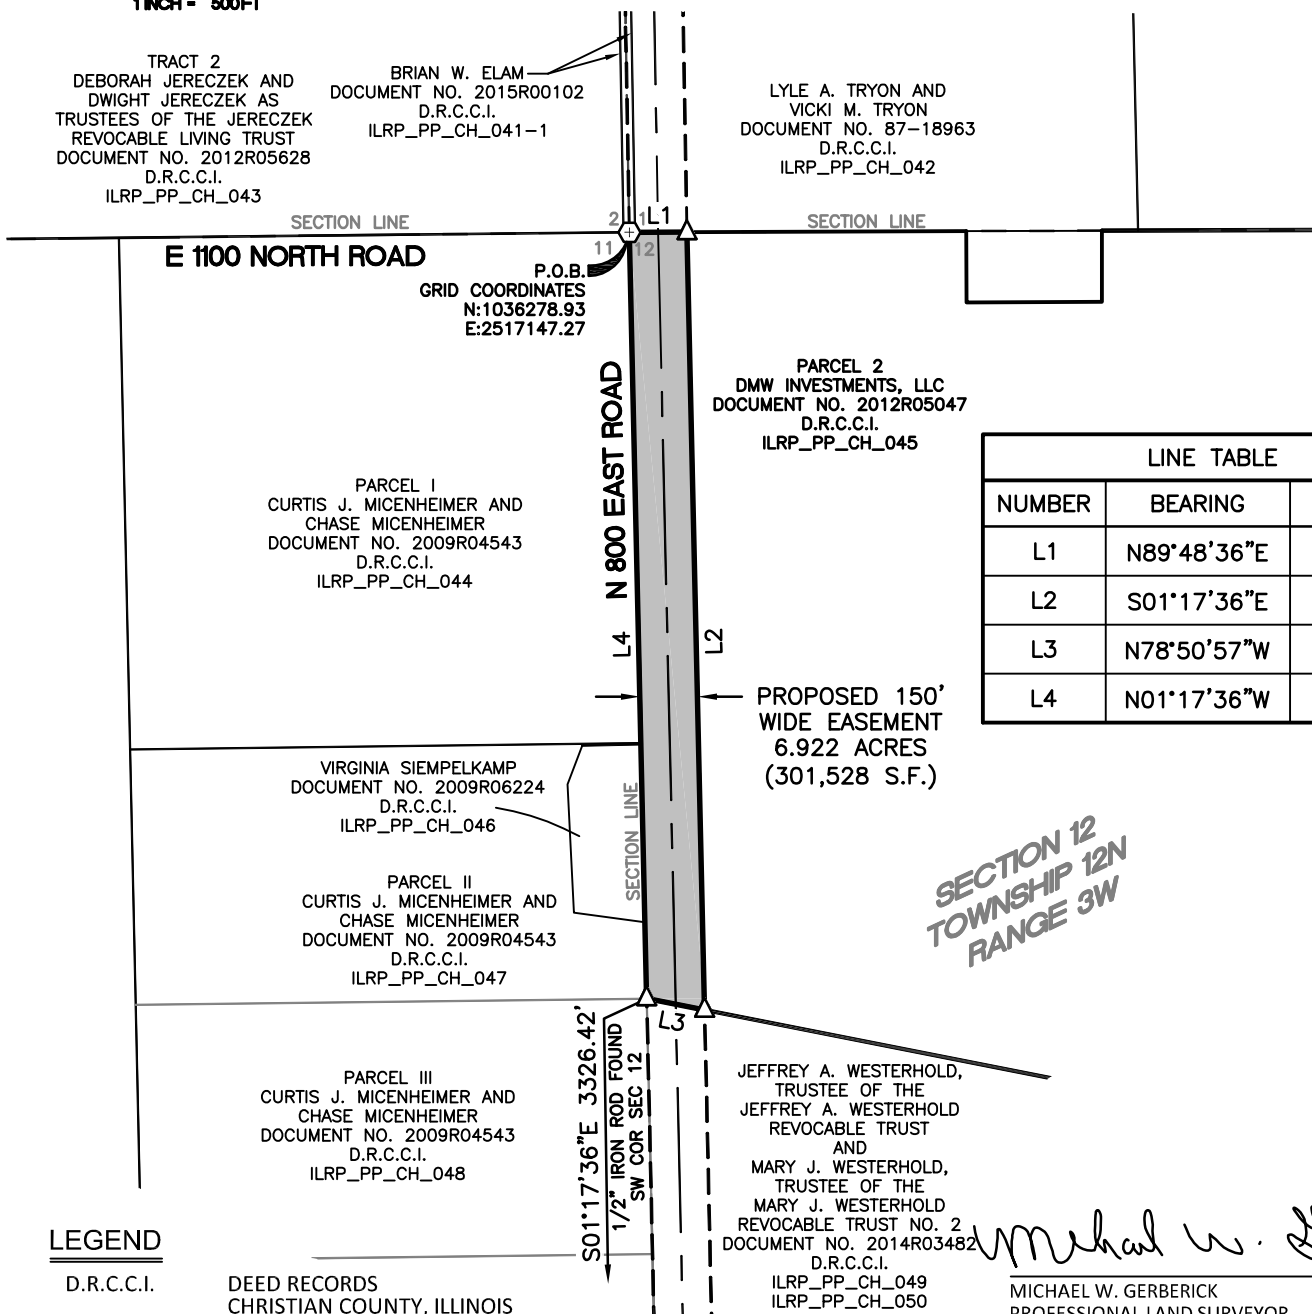 1 INCH = 500FT
TRACT 2
DEBORAH JERECZEK AND
DWIGHT JERECZEK AS
TRUSTEES OF THE JERECZEK
REVOCABLE LIVING TRUST
DOCUMENT NO. 2012R05628
D.R.C.C.I.
ILRP_PP_CH_043
BRIAN W. ELAM
DOCUMENT NO. 2015R00102
D.R.C.C.I.
ILRP_PP_CH_041-1
LYLE A. TRYON AND
VICKI M. TRYON
DOCUMENT NO. 87-18963
D.R.C.C.I.
ILRP_PP_CH_042
SECTION LINE
2 1
L1
SECTION LINE
E 1100 NORTH ROAD
11 12
P.O.B.
GRID COORDINATES
N:1036278.93
E:2517147.27
N 800 EAST ROAD
PARCEL 2
DMW INVESTMENTS, LLC
DOCUMENT NO. 2012R05047
D.R.C.C.I.
ILRP_PP_CH_045
LINE TABLE
NUMBER BEARING
L1 N89°48'36"E
L2 S01°17'36"E
L3 N78°50'57"W
L4 N01°17'36"W
PARCEL I
CURTIS J. MICENHEIMER AND
CHASE MICENHEIMER
DOCUMENT NO. 2009R04543
D.R.C.C.I.
ILRP_PP_CH_044
L4
L2
PROPOSED 150'
WIDE EASEMENT
6.922 ACRES
(301,528 S.F.)
VIRGINIA SIEMPELKAMP
DOCUMENT NO. 2009R06224
D.R.C.C.I.
ILRP_PP_CH_046
SECTION LINE
SECTION 12
TOWNSHIP 12N
RANGE 3W
PARCEL II
CURTIS J. MICENHEIMER AND
CHASE MICENHEIMER
DOCUMENT NO. 2009R04543
D.R.C.C.I.
ILRP_PP_CH_047
L3
S01°17'36"E 3326.42'
1/2" IRON ROD FOUND
SW COR SEC 12
PARCEL III
CURTIS J. MICENHEIMER AND
CHASE MICENHEIMER
DOCUMENT NO. 2009R04543
D.R.C.C.I.
ILRP_PP_CH_048
JEFFREY A. WESTERHOLD,
TRUSTEE OF THE
JEFFREY A. WESTERHOLD
REVOCABLE TRUST
AND
MARY J. WESTERHOLD,
TRUSTEE OF THE
MARY J. WESTERHOLD
REVOCABLE TRUST NO. 2
DOCUMENT NO. 2014R03482
D.R.C.C.I.
ILRP_PP_CH_049
ILRP_PP_CH_050
LEGEND
D.R.C.C.I. DEED RECORDS
CHRISTIAN COUNTY, ILLINOIS
Michael W.
MICHAEL W. GERBERICK
PROFESSIONAL LAND SURVEYOR